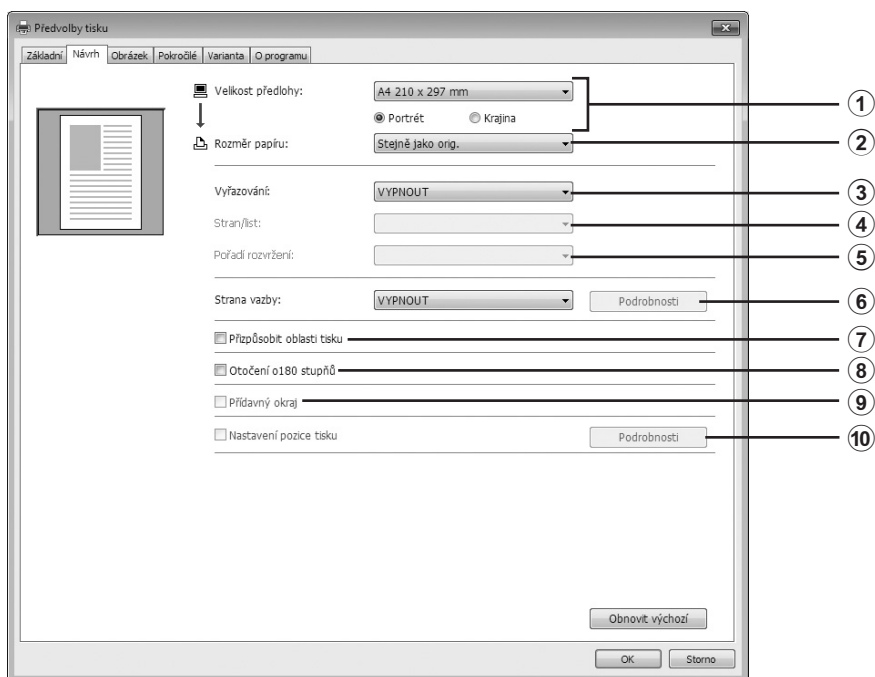 Předvolby tisku
Základní Návrh Obrázek Pokročilé Varianta O programu
Velikost předlohy: A4 210 x 297 mm
Portrét Krajina
①
Rozměr papíru: Stejně jako orig. ②
Vyřazování: VYPNOUT ③
Stran/list: ④
Pořadí rozvržení: ⑤
Strana vazby: VYPNOUT Podrobnosti ⑥
Přizpůsobit oblasti tisku ⑦
Otočení o180 stupňů ⑧
Přídavný okraj ⑨
Nastavení pozice tisku Podrobnosti ⑩
Obnovit výchozí
OK Storno